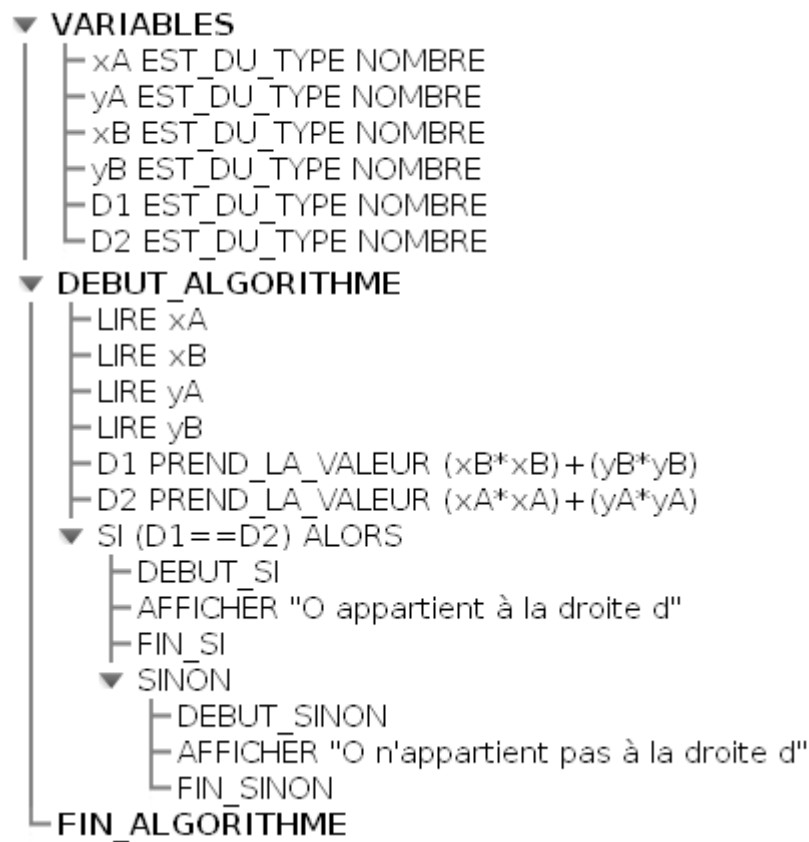 VARIABLES
xA EST_DU_TYPE NOMBRE
yA EST_DU_TYPE NOMBRE
xB EST_DU_TYPE NOMBRE
yB EST_DU_TYPE NOMBRE
D1 EST_DU_TYPE NOMBRE
D2 EST_DU_TYPE NOMBRE
DEBUT_ALGORITHME
LIRE xA
LIRE xB
LIRE yA
LIRE yB
D1 PREND_LA_VALEUR (xB*xB)+(yB*yB)
D2 PREND_LA_VALEUR (xA*xA)+(yA*yA)
SI (D1==D2) ALORS
DEBUT_SI
AFFICHER "O appartient à la droite d"
FIN_SI
SINON
DEBUT_SINON
AFFICHER "O n'appartient pas à la droite d"
FIN_SINON
FIN_ALGORITHME